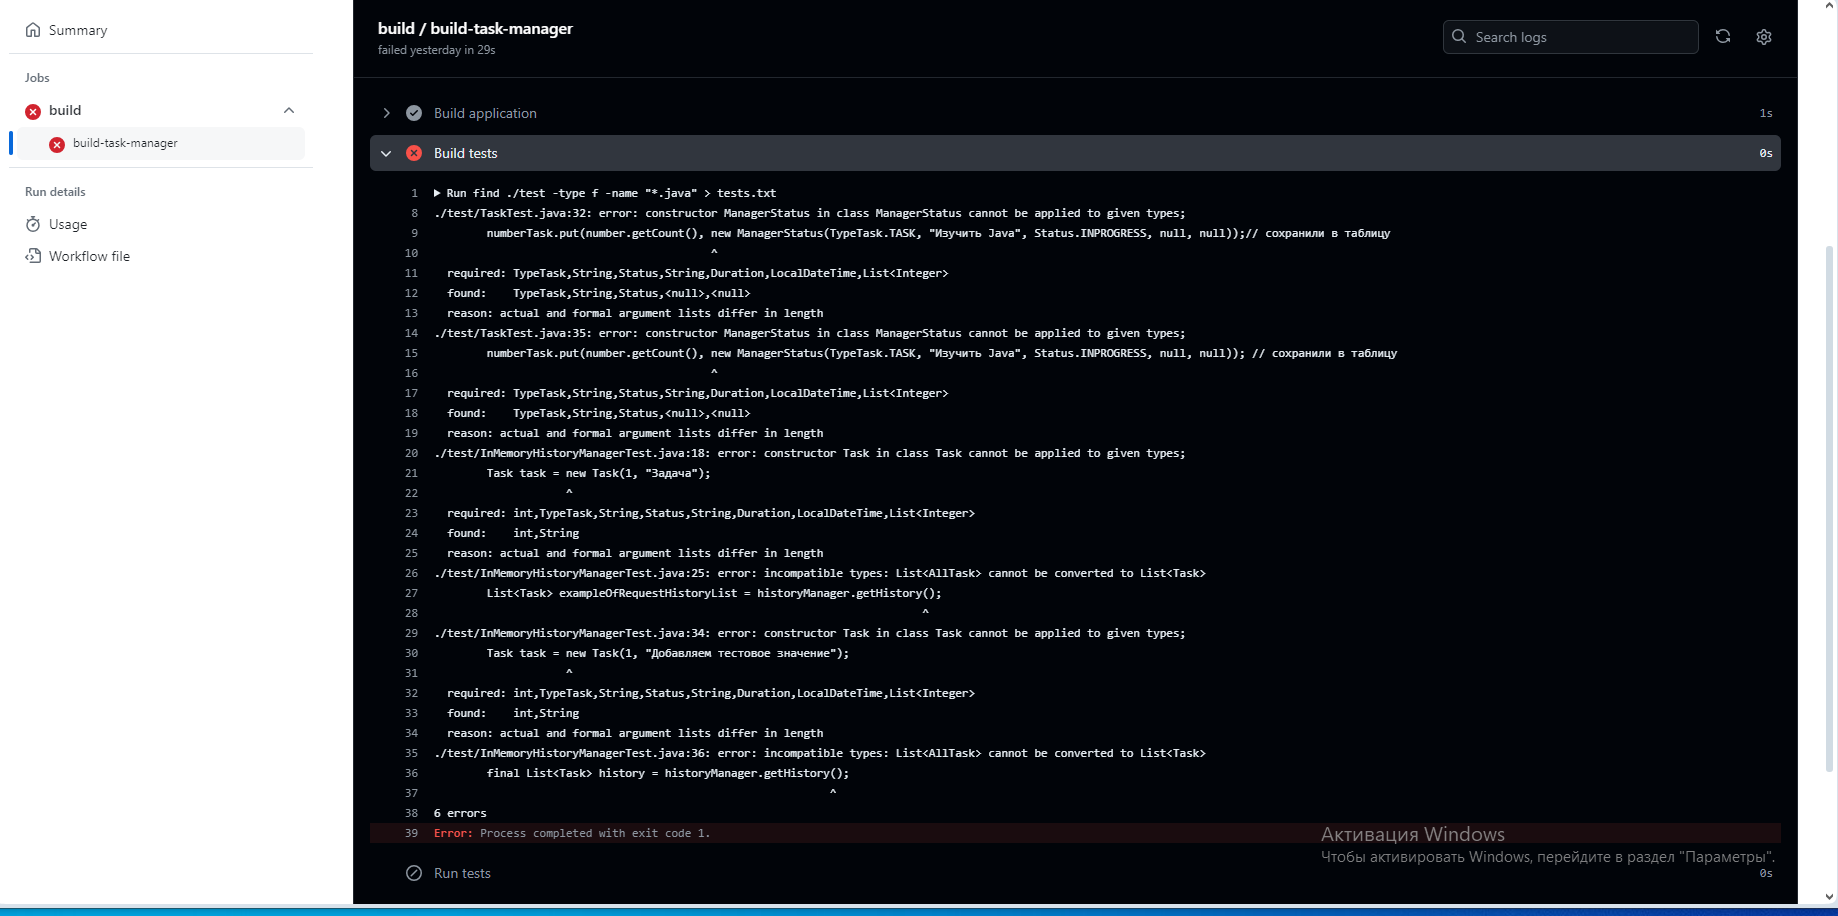 Summary
Jobs
build
build-task-manager
Run details
Usage
Workflow file
build / build-task-manager
failed yesterday in 29s
Search logs
Build application 1s
Build tests 0s
1 Run find ./test -type f -name "*.java" > tests.txt
8 ./test/TaskTest.java:32: error: constructor ManagerStatus in class ManagerStatus cannot be applied to given types;
9 numberTask.put(number.getCount(), new ManagerStatus(TypeTask.TASK, "Изучить Java", Status.INPROGRESS, null, null));// сохранили в таблицу
10 ^
11 required: TypeTask,String,Status,String,Duration,LocalDateTime,List<Integer>
12 found: TypeTask,String,Status,<null>,<null>
13 reason: actual and formal argument lists differ in length
14 ./test/TaskTest.java:35: error: constructor ManagerStatus in class ManagerStatus cannot be applied to given types;
15 numberTask.put(number.getCount(), new ManagerStatus(TypeTask.TASK, "Изучить Java", Status.INPROGRESS, null, null)); // сохранили в таблицу
16 ^
17 required: TypeTask,String,Status,String,Duration,LocalDateTime,List<Integer>
18 found: TypeTask,String,Status,<null>,<null>
19 reason: actual and formal argument lists differ in length
20 ./test/InMemoryHistoryManagerTest.java:18: error: constructor Task in class Task cannot be applied to given types;
21 Task task = new Task(1, "Задача");
22 ^
23 required: int,TypeTask,String,Status,String,Duration,LocalDateTime,List<Integer>
24 found: int,String
25 reason: actual and formal argument lists differ in length
26 ./test/InMemoryHistoryManagerTest.java:25: error: incompatible types: List<AllTask> cannot be converted to List<Task>
27 List<Task> exampleOfRequestHistoryList = historyManager.getHistory();
28 ^
29 ./test/InMemoryHistoryManagerTest.java:34: error: constructor Task in class Task cannot be applied to given types;
30 Task task = new Task(1, "Добавляем тестовое значение");
31 ^
32 required: int,TypeTask,String,Status,String,Duration,LocalDateTime,List<Integer>
33 found: int,String
34 reason: actual and formal argument lists differ in length
35 ./test/InMemoryHistoryManagerTest.java:36: error: incompatible types: List<AllTask> cannot be converted to List<Task>
36 final List<Task> history = historyManager.getHistory();
37 ^
38 6 errors
39 Error: Process completed with exit code 1.
Активация Windows
Чтобы активировать Windows, перейдите в раздел "Параметры".
Run tests 0s